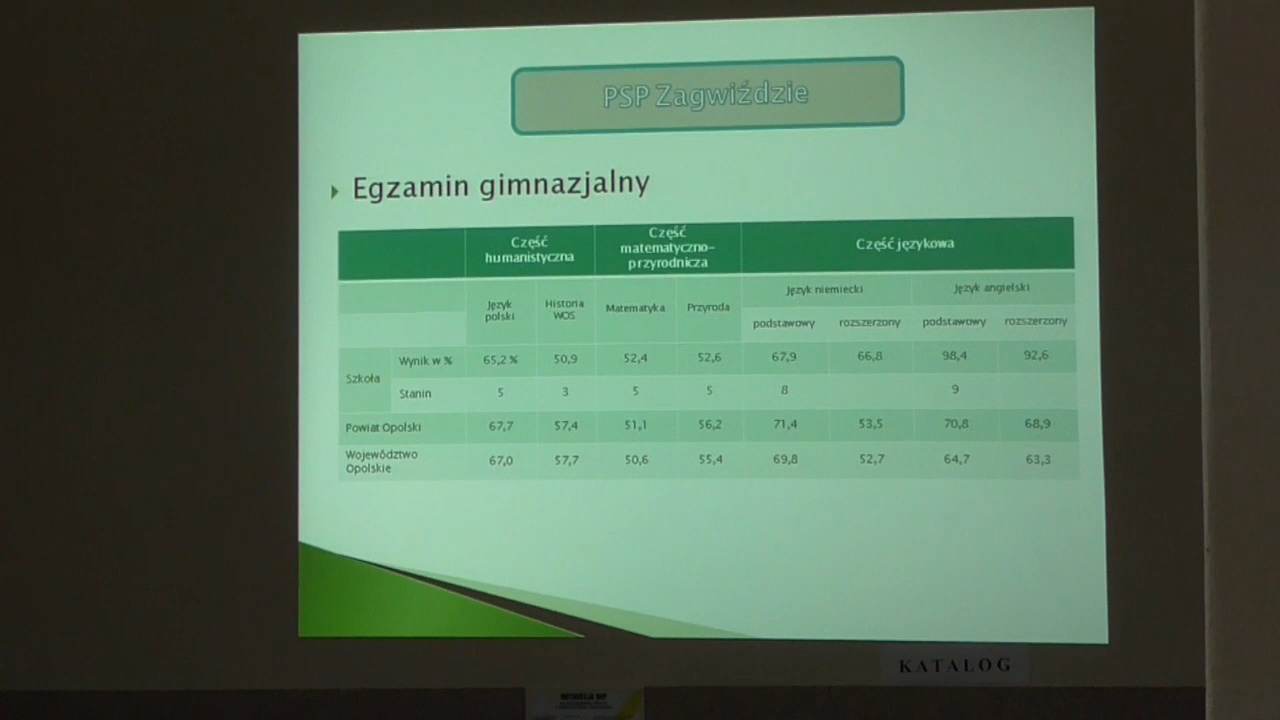 PSP Zagwiździe
Egzamin gimnazjalny
Część humanistyczna
Część matematyczno-przyrodnicza
Część językowa
Język polski
Historia WOS
Matematyka
Przyroda
Język niemiecki
Język angielski
podstawowy rozszerzony podstawowy rozszerzony
Szkoła
Wynik w % 65,2 % 50,9 52,4 52,6 67,9 66,8 98,4 92,6
Stanin 5 3 5 5 8 9
Powiat Opolski 67,7 57,4 51,1 56,2 71,4 53,5 70,8 68,9
Województwo Opolskie 67,0 57,7 50,6 55,4 69,8 52,7 64,7 63,3
KATALOG